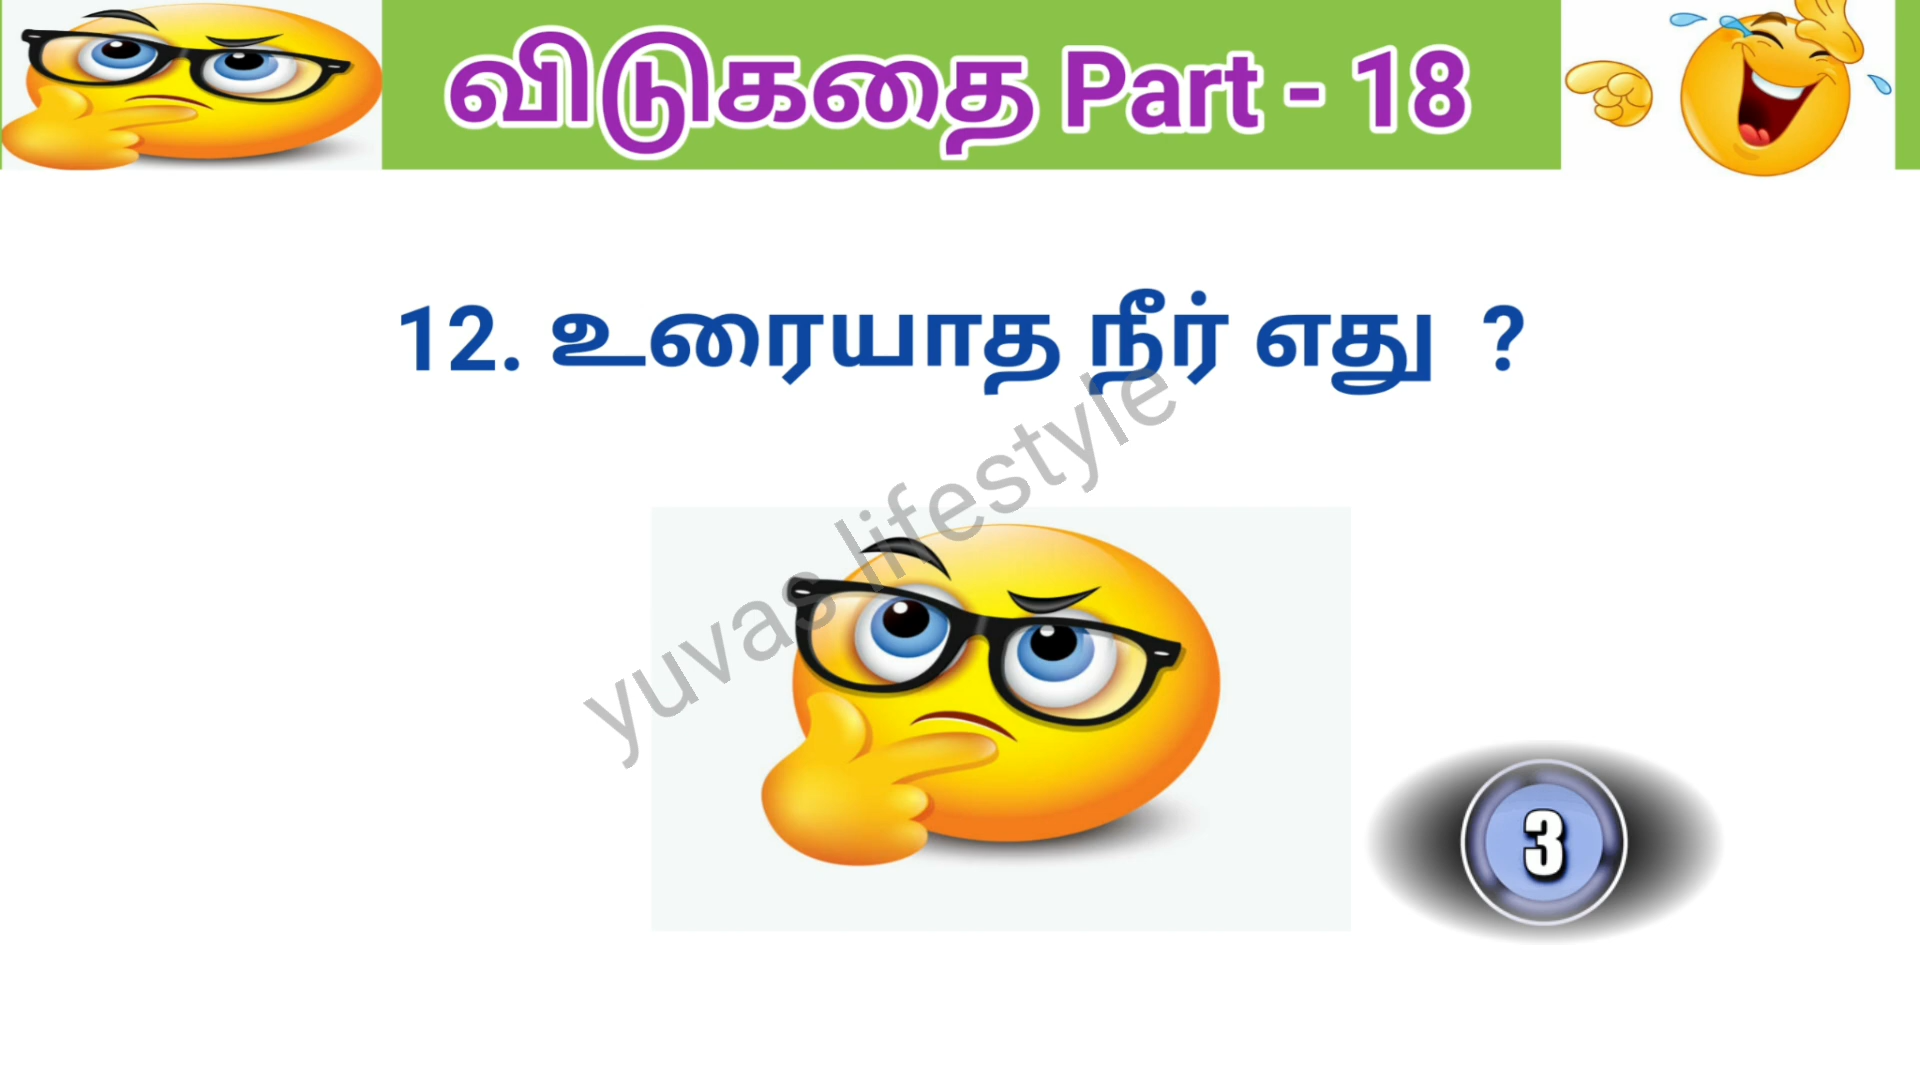 விடுகதை Part - 18
12. உரையாத நீர் எது ?
yuvas lifestyle
3